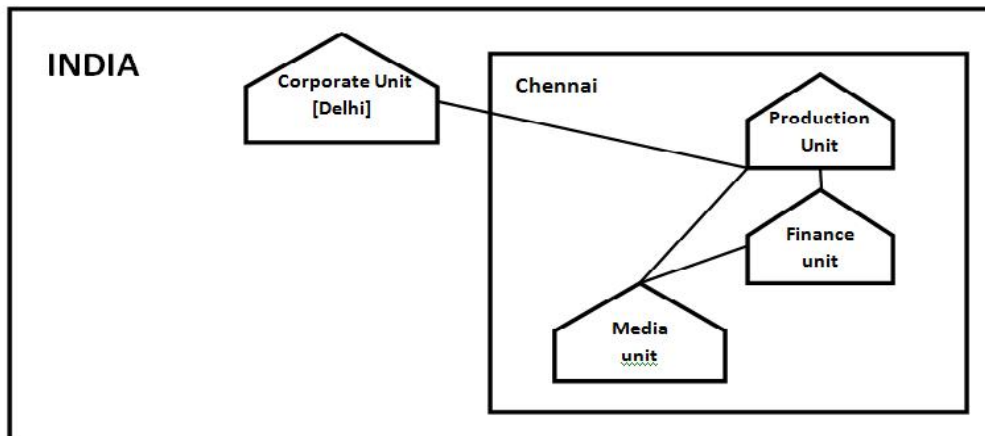 INDIA
Corporate Unit
[Delhi]
Chennai
Production
Unit
Finance
unit
Media
unit